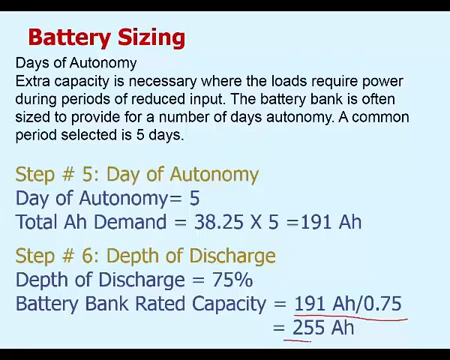 Battery Sizing
Days of Autonomy
Extra capacity is necessary where the loads require power
during periods of reduced input. The battery bank is often
sized to provide for a number of days autonomy. A common
period selected is 5 days.
Step # 5: Day of Autonomy
Day of Autonomy= 5
Total Ah Demand = 38.25 X 5 =191 Ah
Step # 6: Depth of Discharge
Depth of Discharge = 75%
Battery Bank Rated Capacity = 191 Ah/0.75
= 255 Ah